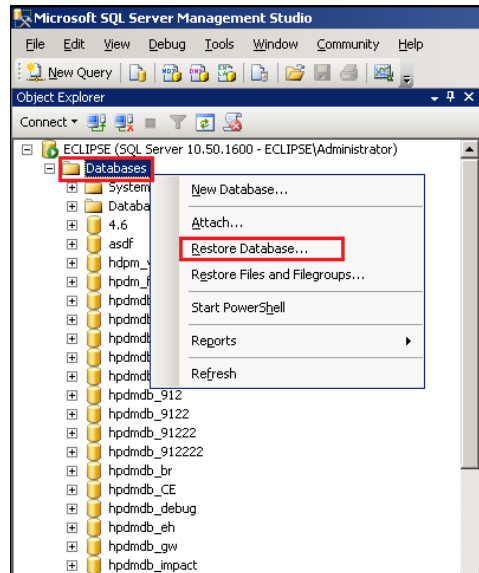 Microsoft SQL Server Management Studio
File Edit View Debug Tools Window Community Help
New Query
Object Explorer
Connect
ECLIPSE (SQL Server 10.50.1600 - ECLIPSE\Administrator)
Databases
System
Databa
4.6
asdf
hdpm_v
hpdm_f
hpdmdb
hpdmdb
hpdmdb
hpdmdb
New Database...
Attach...
Restore Database...
Restore Files and Filegroups...
Start PowerShell
Reports
Refresh
hpdmdb_912
hpdmdb_9122
hpdmdb_91222
hpdmdb_912222
hpdmdb_br
hpdmdb_CE
hpdmdb_debug
hpdmdb_eh
hpdmdb_gw
hpdmdb_impact